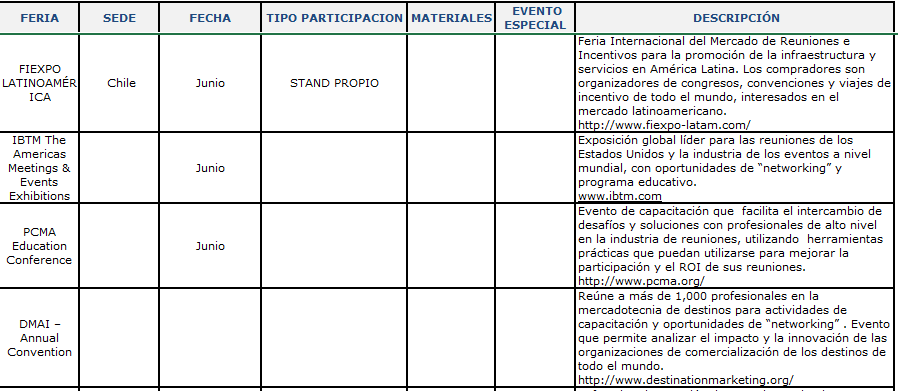 FERIA SEDE FECHA TIPO PARTICIPACION MATERIALES EVENTO ESPECIAL DESCRIPCIÓN
FIEXPO
LATINOAMÉR
ICA
Chile
Junio
STAND PROPIO
Feria Internacional del Mercado de Reuniones e
Incentivos para la promoción de la infraestructura y
servicios en América Latina. Los compradores son
organizadores de congresos, convenciones y viajes de
incentivo de todo el mundo, interesados en el
mercado latinoamericano.
http://www.fiexpo-latam.com/
IBTM The
Americas
Meetings &
Events
Exhibitions
Junio
Exposición global líder para las reuniones de los
Estados Unidos y la industria de los eventos a nivel
mundial, con oportunidades de “networking” y
programa educativo.
www.ibtm.com
PCMA
Education
Conference
Junio
Evento de capacitación que  facilita el intercambio de
desafíos y soluciones con profesionales de alto nivel
en la industria de reuniones, utilizando  herramientas
prácticas que puedan utilizarse para mejorar la
participación y el ROI de sus reuniones.
http://www.pcma.org/
DMAI –
Annual
Convention
Reúne a más de 1,000 profesionales en la
mercadotecnia de destinos para actividades de
capacitación y oportunidades de “networking” . Evento
que permite analizar el impacto y la innovación de las
organizaciones de comercialización de los destinos de
todo el mundo.
http://www.destinationmarketing.org/